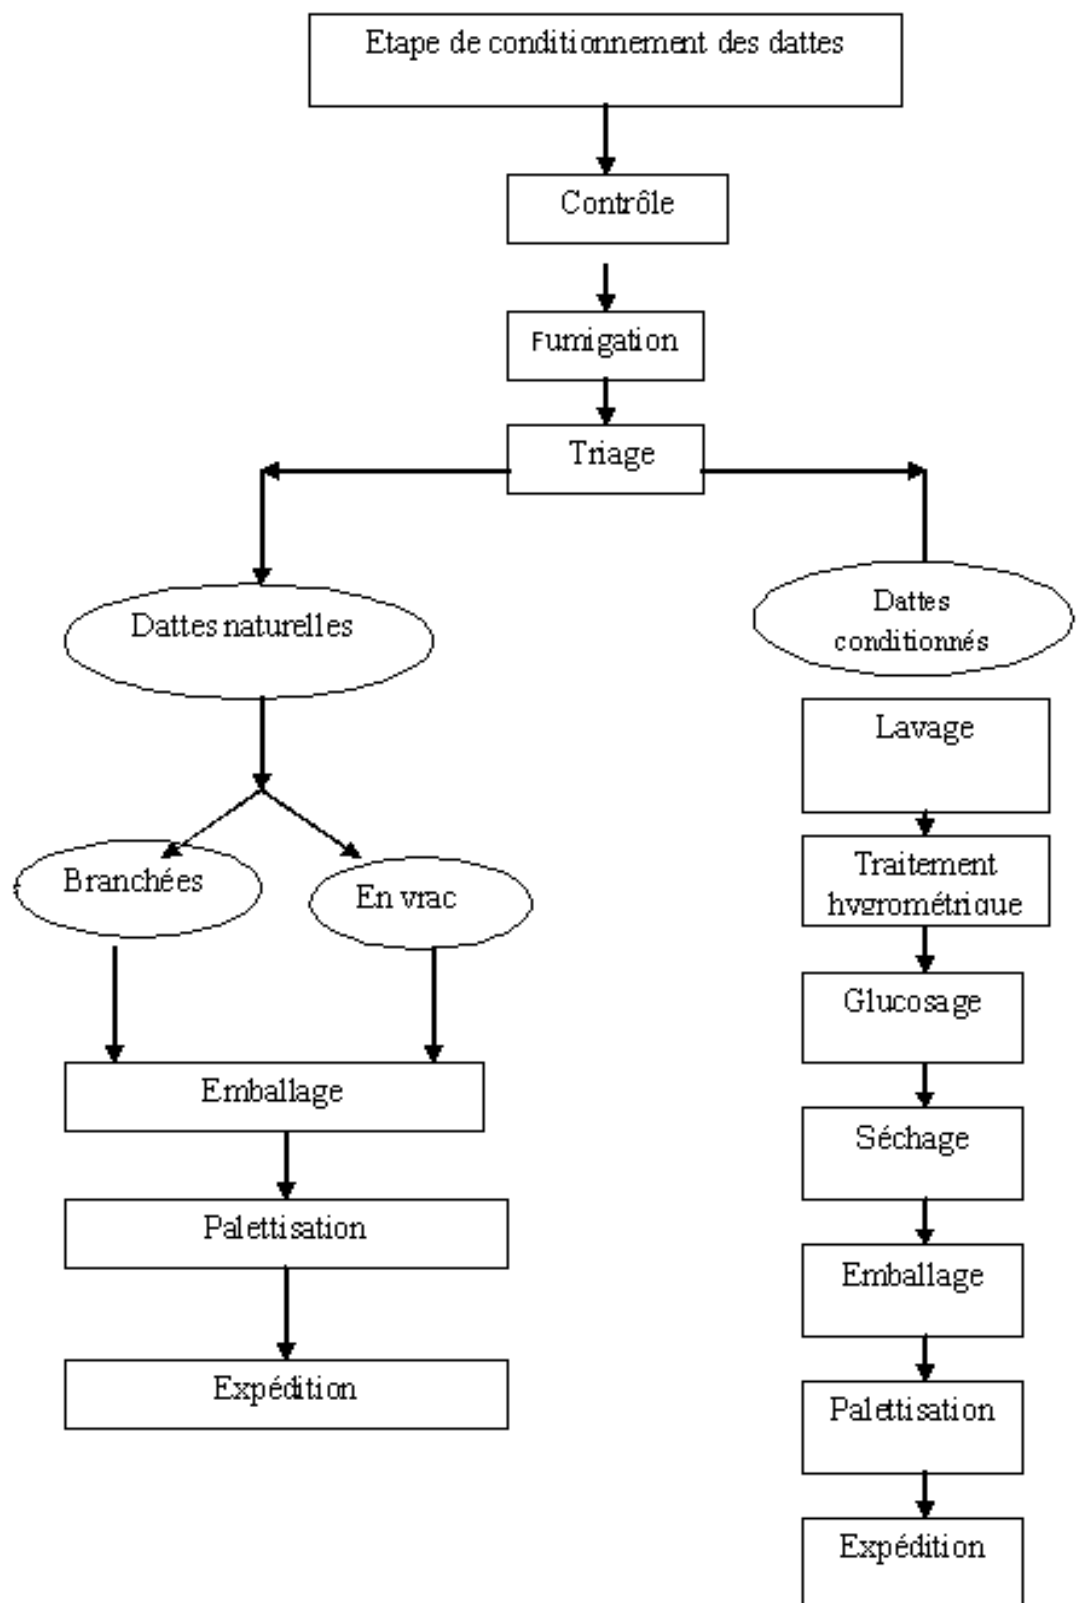 Etape de conditionnement des dattes
Contrôle
Fumigation
Triage
Dattes naturelles
Dattes
conditionnés
Lavage
Branchées
En vrac
Traitement
hygrométrique
Glucosage
Emballage
Séchage
Palettisation
Emballage
Expédition
Palettisation
Expédition